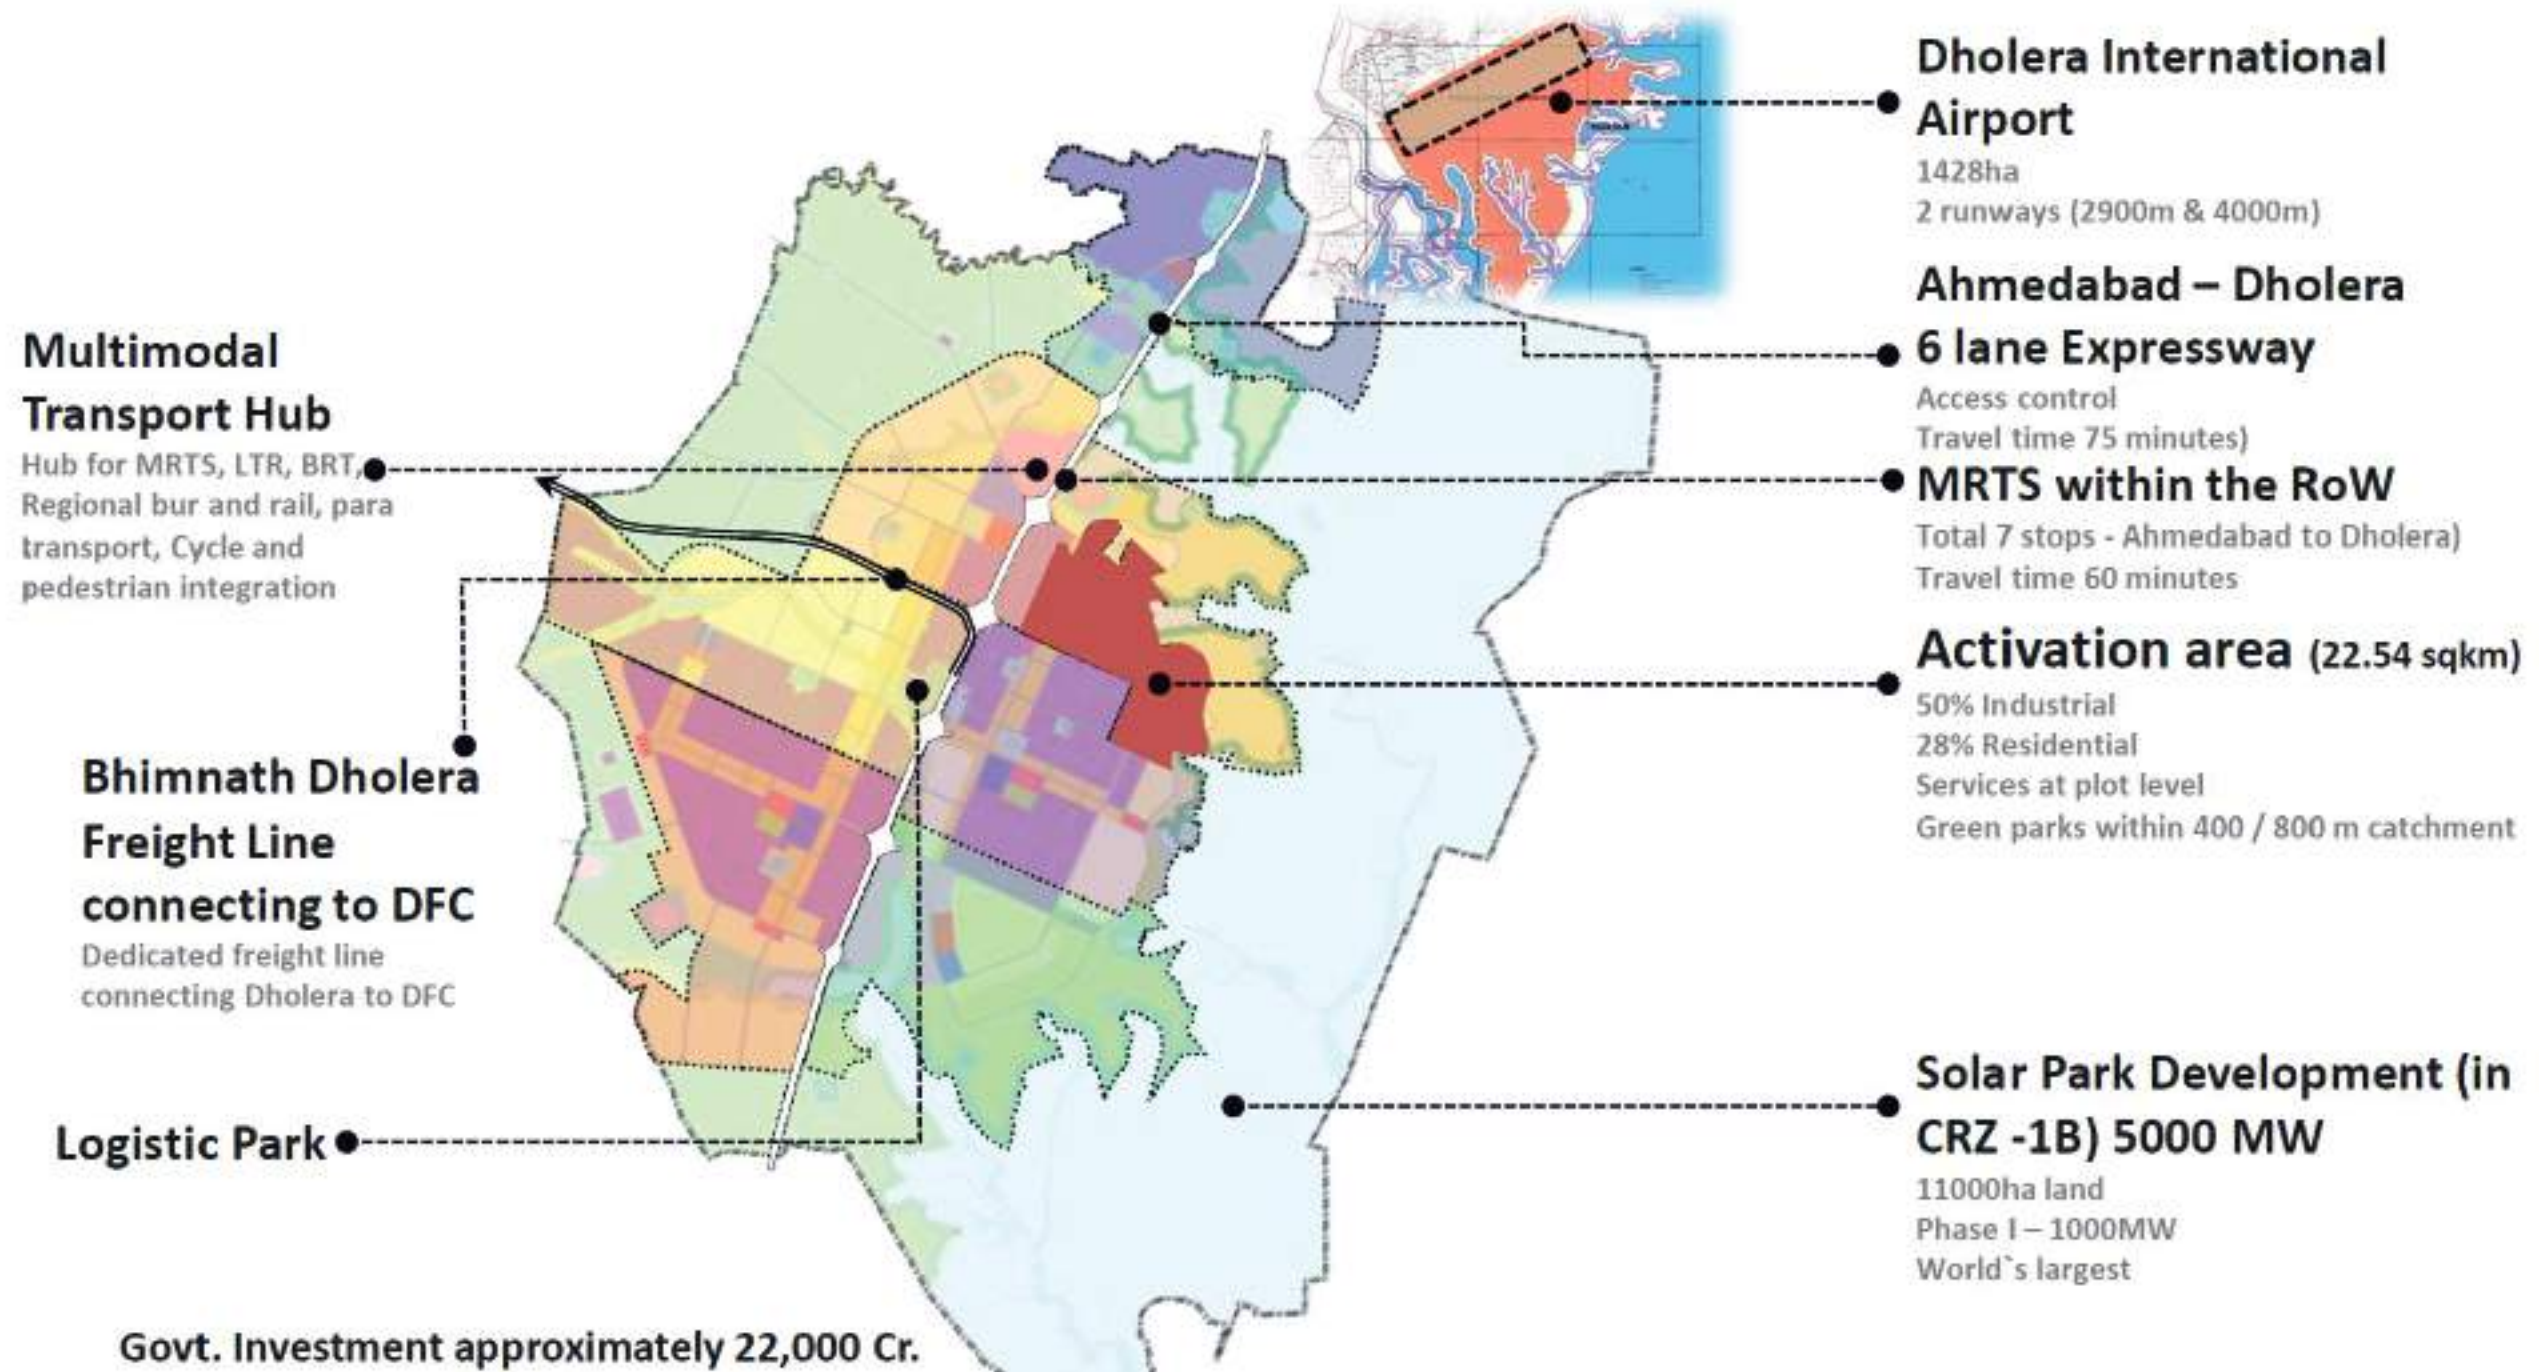 Dholera International
Airport
1428ha
2 runways (2900m & 4000m)
Ahmedabad – Dholera
6 lane Expressway
Access control
Travel time 75 minutes)
MRTS within the RoW
Total 7 stops - Ahmedabad to Dholera)
Travel time 60 minutes
Activation area (22.54 sqkm)
50% Industrial
28% Residential
Services at plot level
Green parks within 400 / 800 m catchment
Solar Park Development (in
CRZ -1B) 5000 MW
11000ha land
Phase I – 1000MW
World`s largest
Multimodal
Transport Hub
Hub for MRTS, LTR, BRT,
Regional bur and rail, para
transport, Cycle and
pedestrian integration
Bhimnath Dholera
Freight Line
connecting to DFC
Dedicated freight line
connecting Dholera to DFC
Logistic Park
Govt. Investment approximately 22,000 Cr.